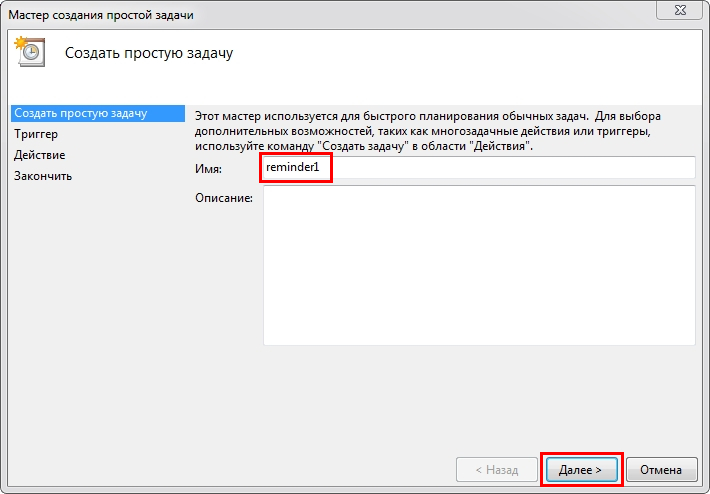 Мастер создания простой задачи
Создать простую задачу
Создать простую задачу
Триггер
Действие
Закончить
Этот мастер используется для быстрого планирования обычных задач. Для выбора
дополнительных возможностей, таких как многозадачные действия или триггеры,
используйте команду "Создать задачу" в области "Действия".
Имя: reminder1
Описание:
< Назад Далее > Отмена